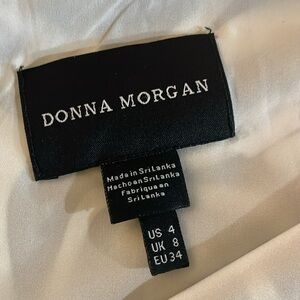 DONNA MORGAN
Made in Sri Lanka
Hecho en Sri Lanka
Fabrique en
Sri Lanka
US 4
UK 8
EU 34